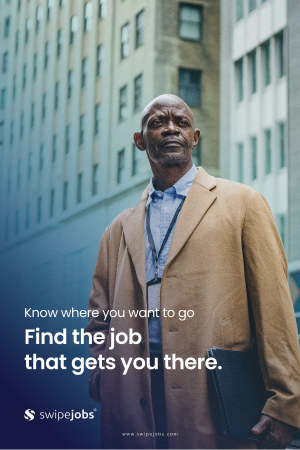 Know where you want to go
Find the job
that gets you there.
swipejobs®
www.swipejobs.com